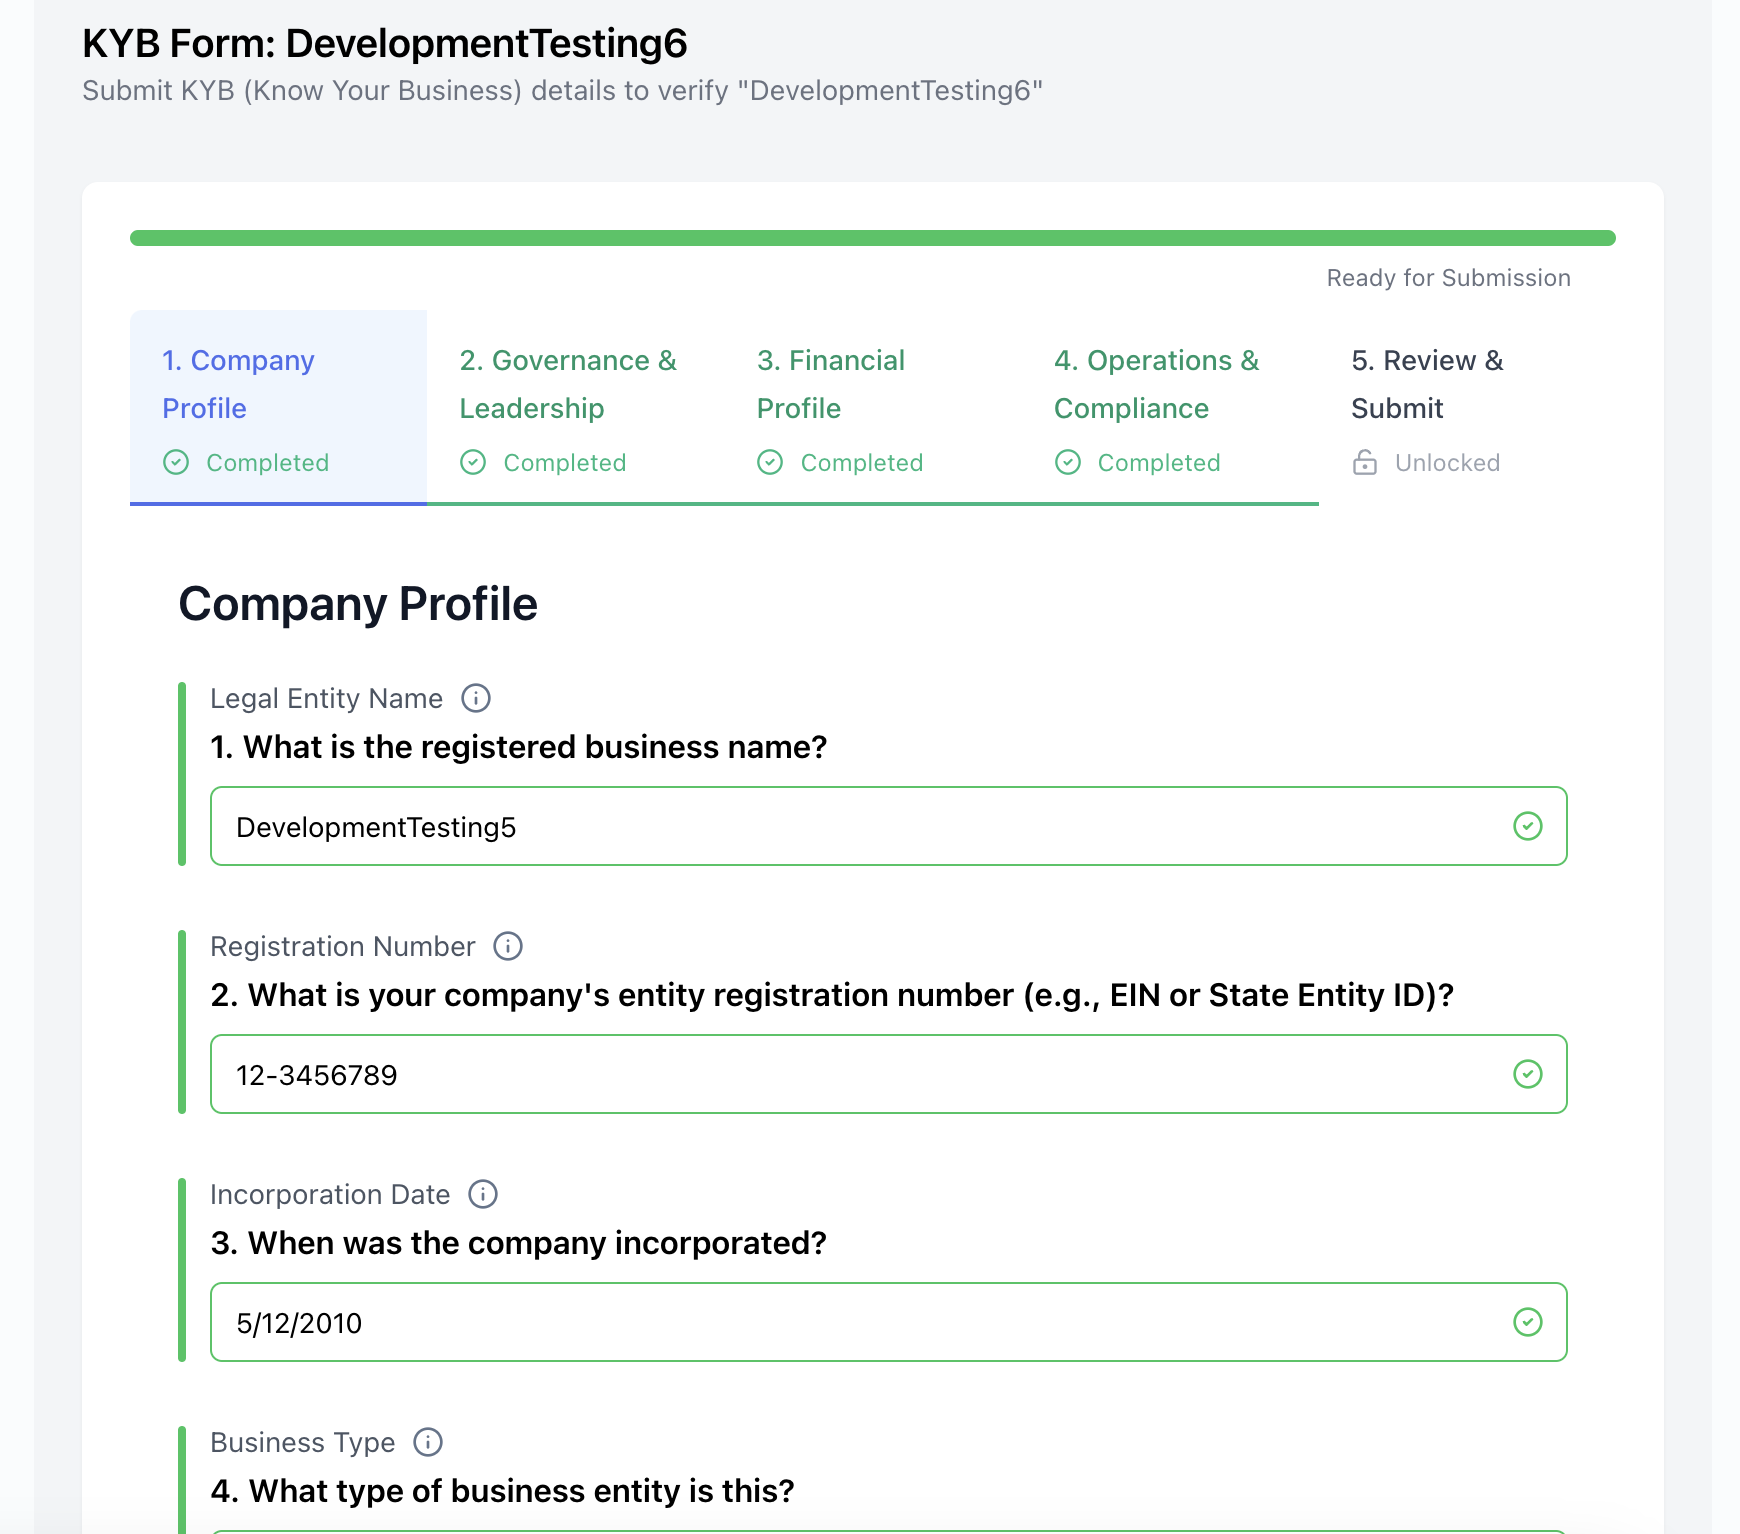 KYB Form: DevelopmentTesting6
Submit KYB (Know Your Business) details to verify "DevelopmentTesting6"
Ready for Submission
1. Company
Profile
Completed
2. Governance &
Leadership
Completed
3. Financial
Profile
Completed
4. Operations &
Compliance
Completed
5. Review &
Submit
Unlocked
Company Profile
Legal Entity Name
1. What is the registered business name?
DevelopmentTesting5
Registration Number
2. What is your company's entity registration number (e.g., EIN or State Entity ID)?
12-3456789
Incorporation Date
3. When was the company incorporated?
5/12/2010
Business Type
4. What type of business entity is this?